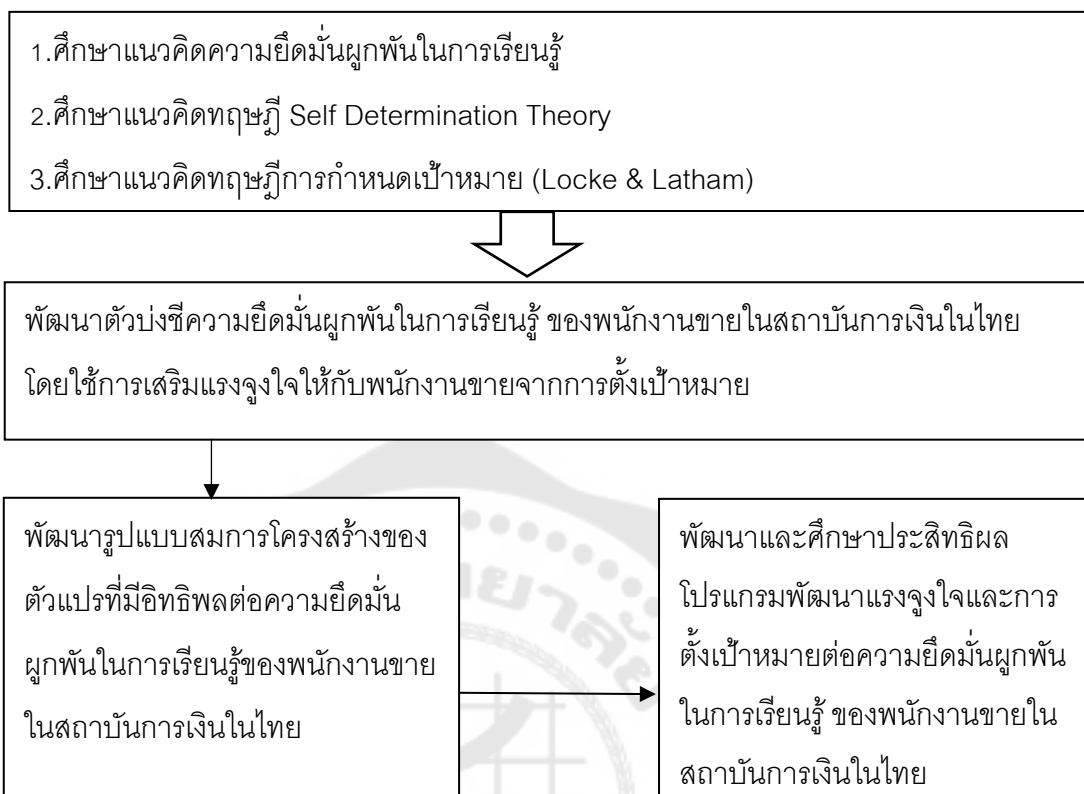 1.ศึกษาแนวคิดความยึดมั่นผูกพันในการเรียนรู้
2.ศึกษาแนวคิดทฤษฎี Self Determination Theory
3.ศึกษาแนวคิดทฤษฎีการกำหนดเป้าหมาย (Locke & Latham)
พัฒนาตัวบ่งชี้ความยึดมั่นผูกพันในการเรียนรู้ ของพนักงานขายในสถาบันการเงินในไทย
โดยใช้การเสริมแรงจูงใจให้กับพนักงานขายจากการตั้งเป้าหมาย
พัฒนารูปแบบสมการโครงสร้างของ
ตัวแปรที่มีอิทธิพลต่อความยึดมั่น
ผูกพันในการเรียนรู้ของพนักงานขาย
ในสถาบันการเงินในไทย
พัฒนาและศึกษาประสิทธิผล
โปรแกรมพัฒนาแรงจูงใจและการ
ตั้งเป้าหมายต่อความยึดมั่นผูกพัน
ในการเรียนรู้ ของพนักงานขายใน
สถาบันการเงินในไทย